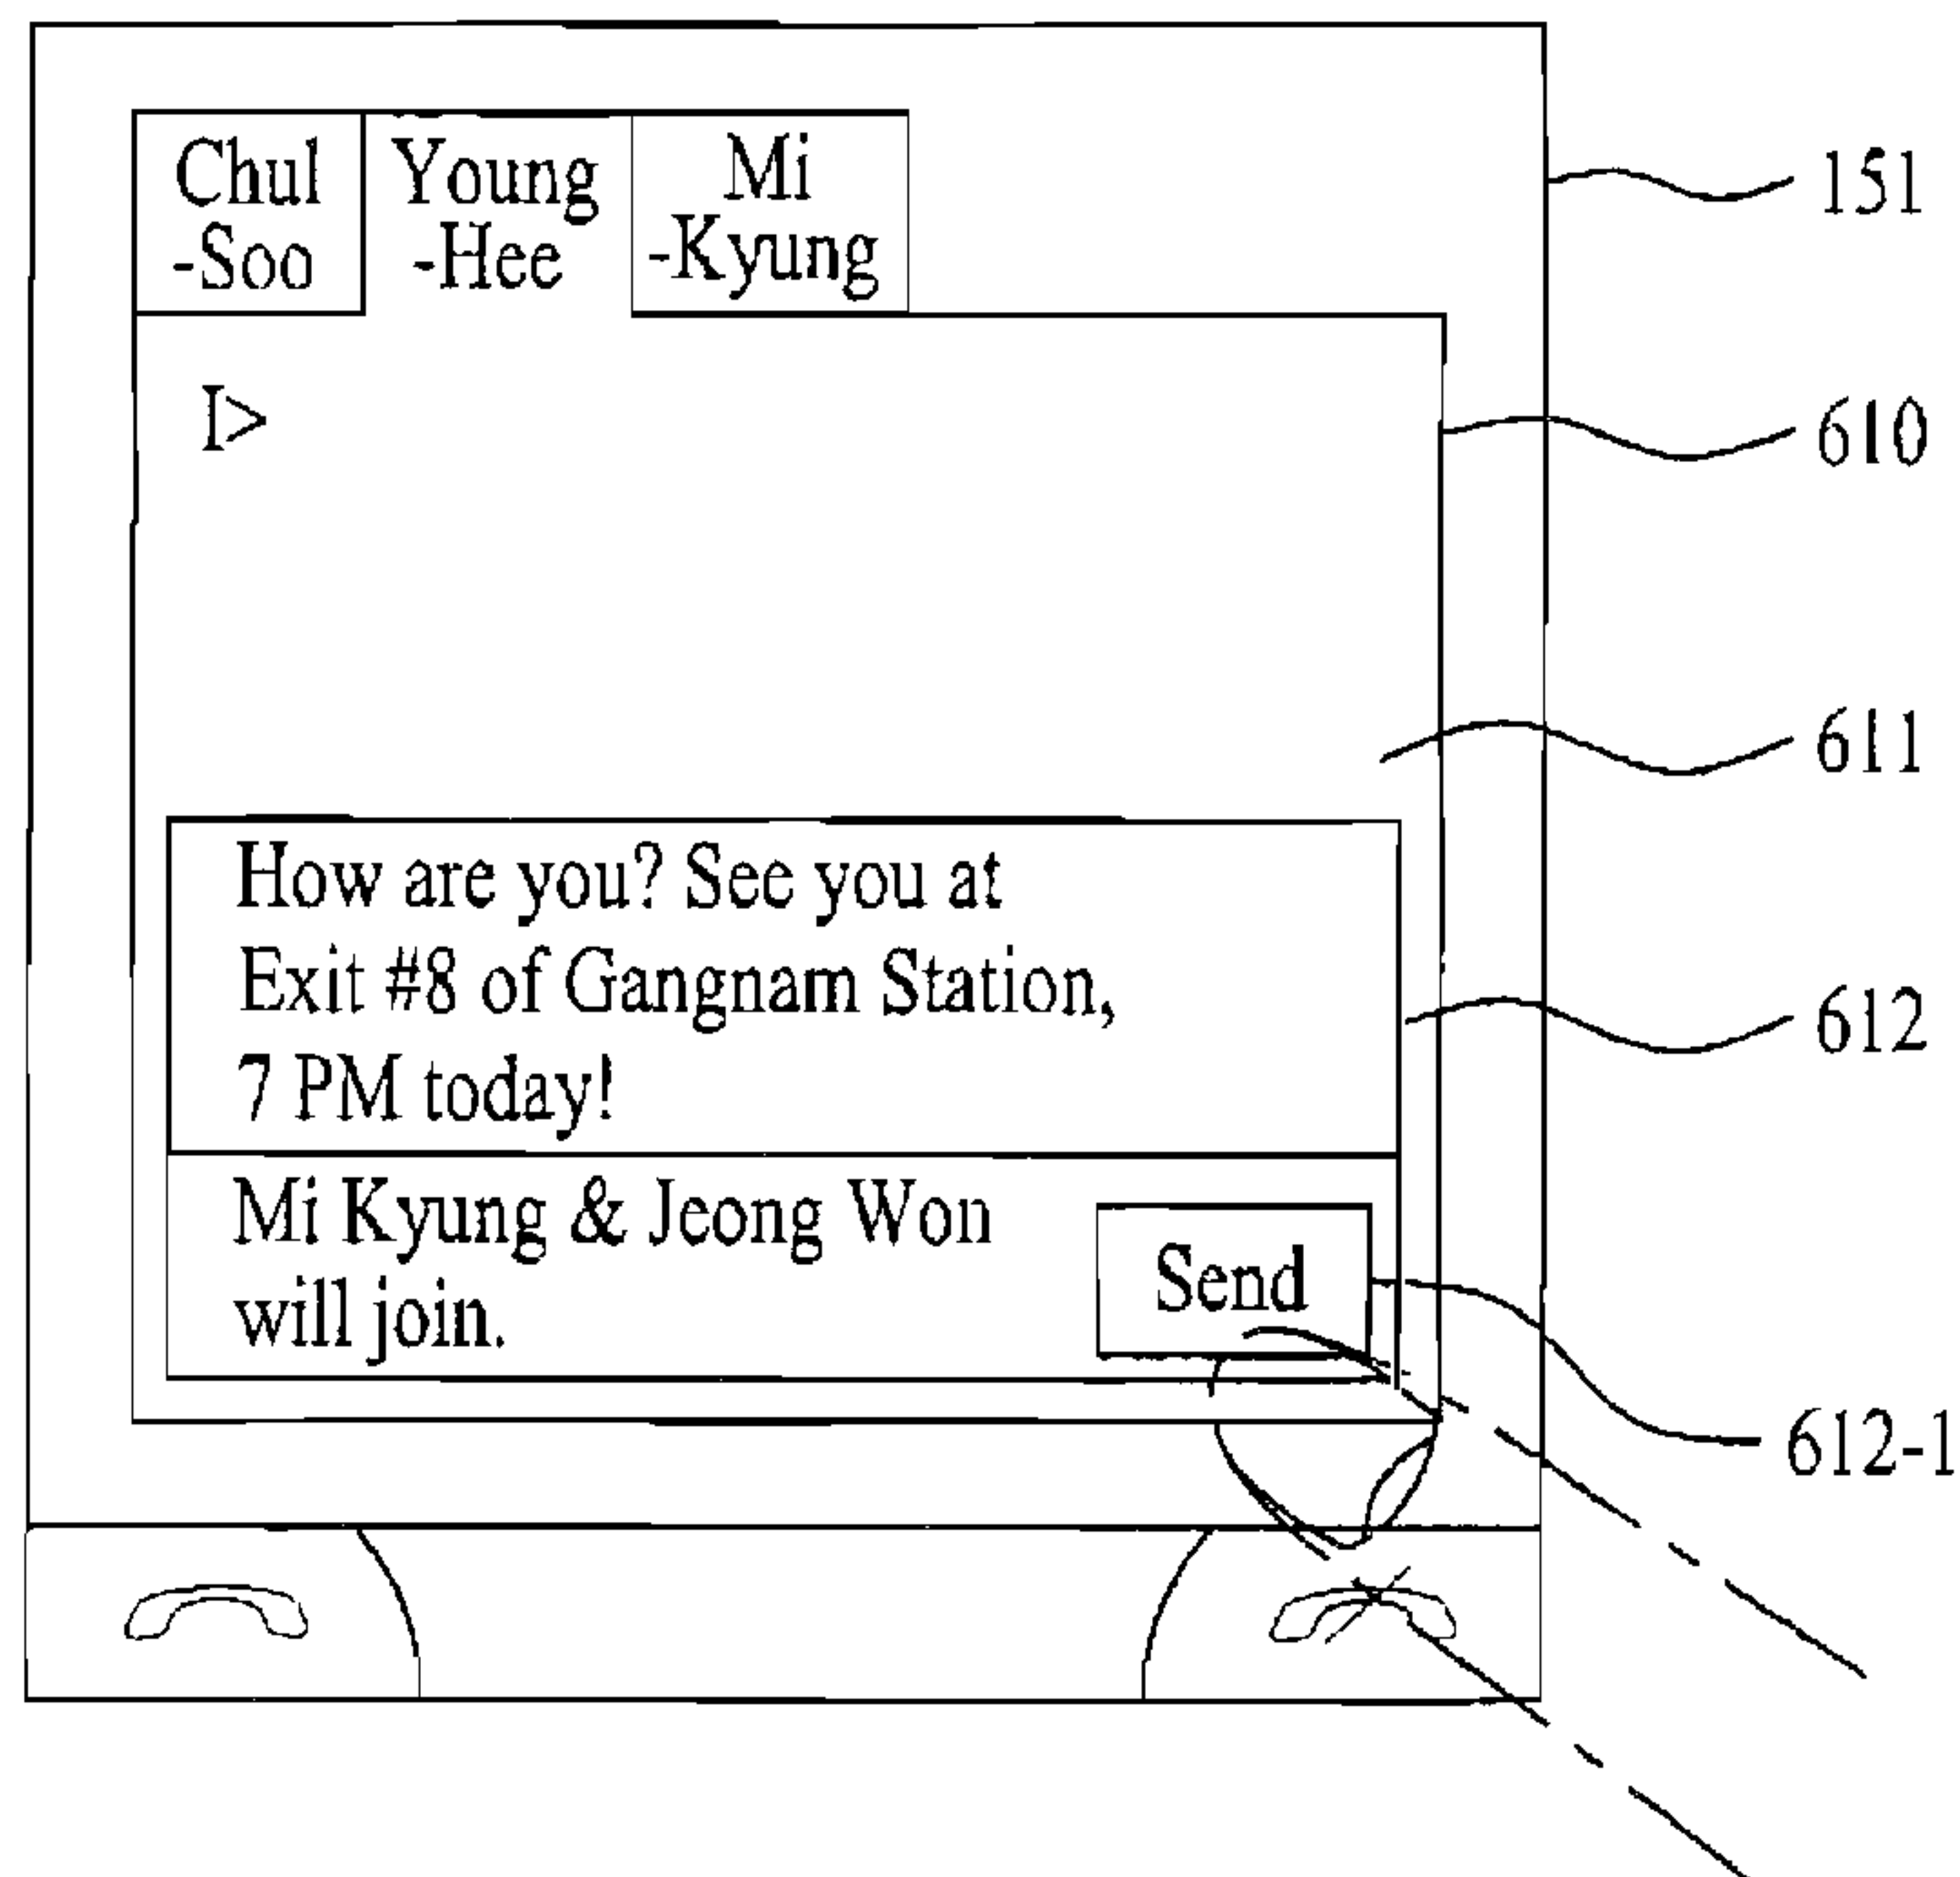 Chul
-Soo
Young
-Hee
Mi
-Kyung
151
I>
610
611
How are you? See you at
Exit #8 of Gangnam Station,
7 PM today!
612
Mi Kyung & Jeong Won
will join.
Send
612-1